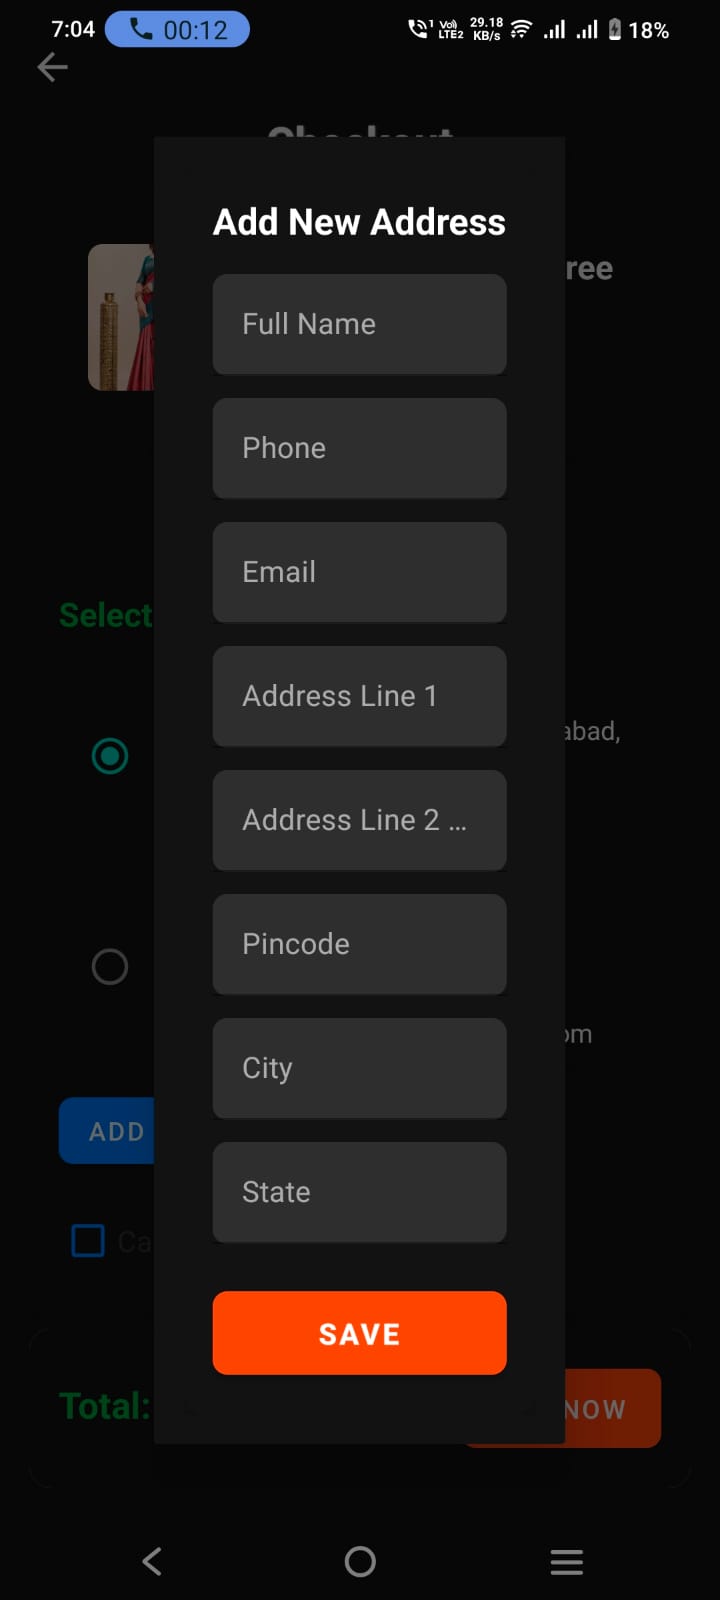 7:04 00:12 1 Vo)) LTE2 29.18 KB/s 18%
Checkout
Add New Address
ree
Full Name
Phone
Email
Select
Address Line 1
abad,
Address Line 2 ...
Pincode
om
City
ADD
State
Ca
SAVE
Total:
NOW